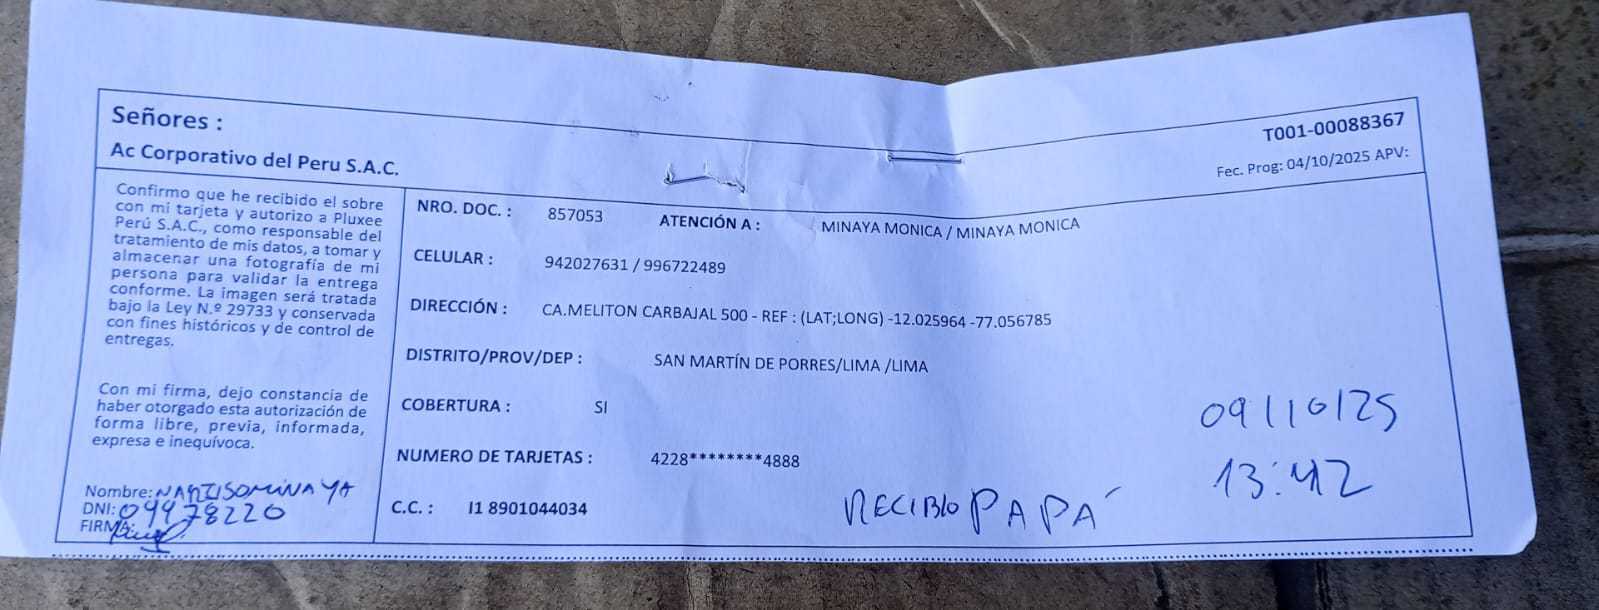 Señores :
T001-00088367
Ac Corporativo del Peru S.A.C.
Fec. Prog: 04/10/2025 APV:
Confirmo que he recibido el sobre
con mi tarjeta y autorizo a Pluxee
Perú S.A.C., como responsable del
tratamiento de mis datos, a tomar y
almacenar una fotografía de mi
persona para validar la entrega
conforme. La imagen será tratada
bajo la Ley N.º 29733 y conservada
con fines históricos y de control de
entregas.
Con mi firma, dejo constancia de
haber otorgado esta autorización de
forma libre, previa, informada,
expresa e inequívoca.
Nombre: NARZISO MINAYA
DNI: 09978220
FIRMA:
NRO. DOC. : 857053 ATENCIÓN A : MINAYA MONICA / MINAYA MONICA
CELULAR : 942027631 / 996722489
DIRECCIÓN : CA.MELITON CARBAJAL 500 - REF : (LAT;LONG) -12.025964 -77.056785
DISTRITO/PROV/DEP : SAN MARTÍN DE PORRES/LIMA /LIMA
COBERTURA : SI
NUMERO DE TARJETAS : 4228********4888
C.C. : I1 8901044034
09/10/25
13:42
RECIBIO PAPÁ